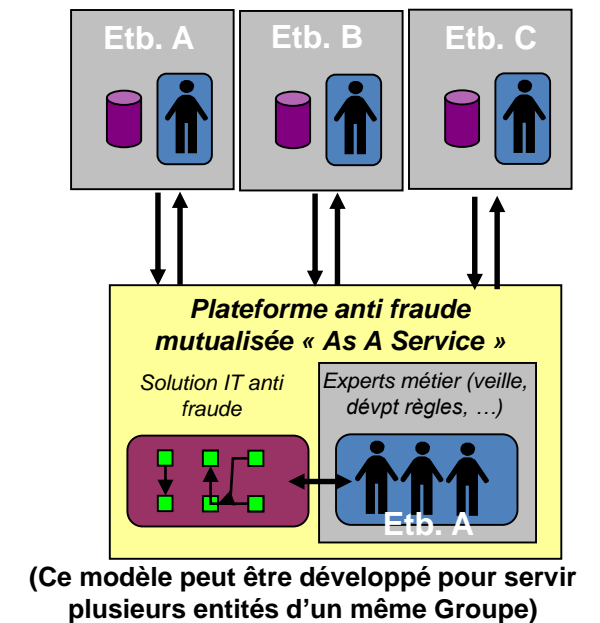 Etb. A Etb. B Etb. C
Plateforme anti fraude
mutualisée « As A Service »
Solution IT anti
fraude
Experts métier (veille,
dévpt règles, …)
Etb. A
(Ce modèle peut être développé pour servir
plusieurs entités d’un même Groupe)